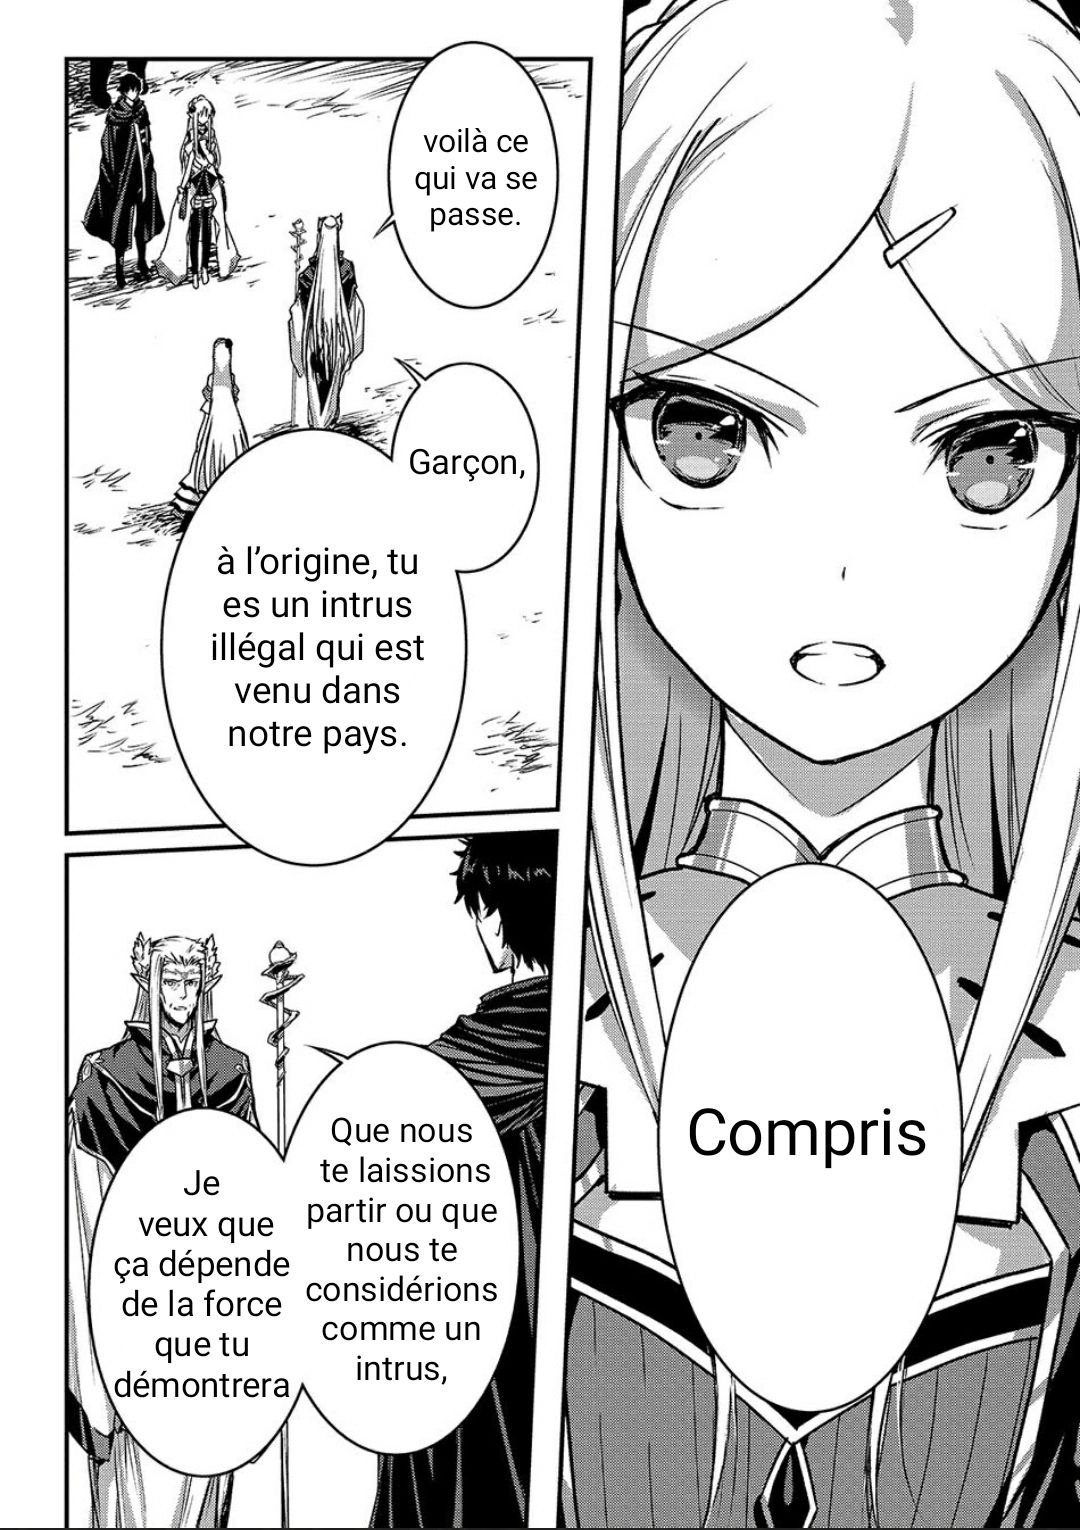 Compris
voilà ce
qui va se
passe.
Garçon,
à l’origine, tu
es un intrus
illégal qui est
venu dans
notre pays.
Que nous
te laissions
partir ou que
nous te
considérions
comme un
intrus,
Je
veux que
ça dépende
de la force
que tu
démontrera